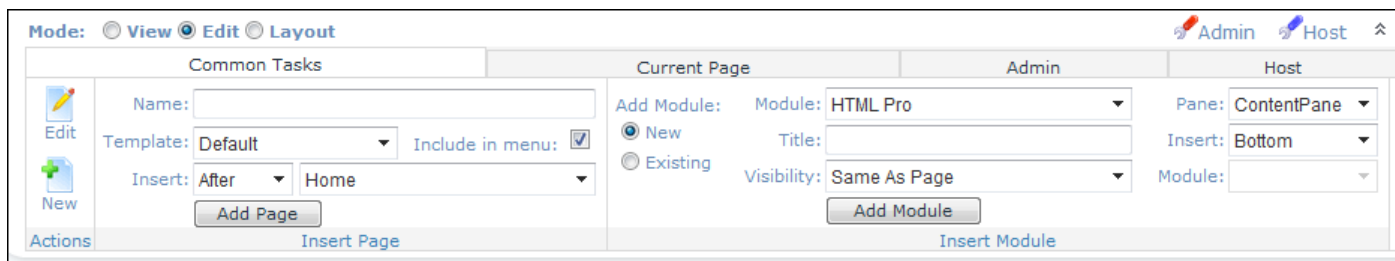 Mode: View Edit Layout Admin Host
Common Tasks Current Page Admin Host
Name: Add Module: Module: HTML Pro Pane: ContentPane
Edit New Title: Insert: Bottom
Template: Default Include in menu:
Existing
Insert: After Home Visibility: Same As Page Module:
New Add Page Add Module
Actions Insert Page Insert Module